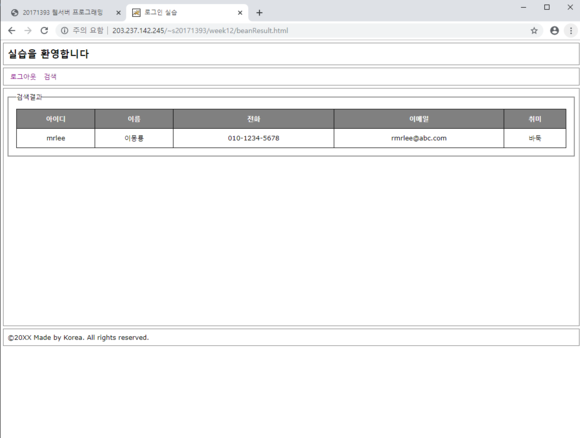 20171393 웹서버 프로그래밍
로그인 실습
주의 요함 | 203.237.142.245/~s20171393/week12/beanResult.html
실습을 환영합니다
로그아웃 검색
검색결과
아이디 이름 전화 이메일 취미
mrlee 이몽룡 010-1234-5678 rmrlee@abc.com 바둑
©20XX Made by Korea. All rights reserved.